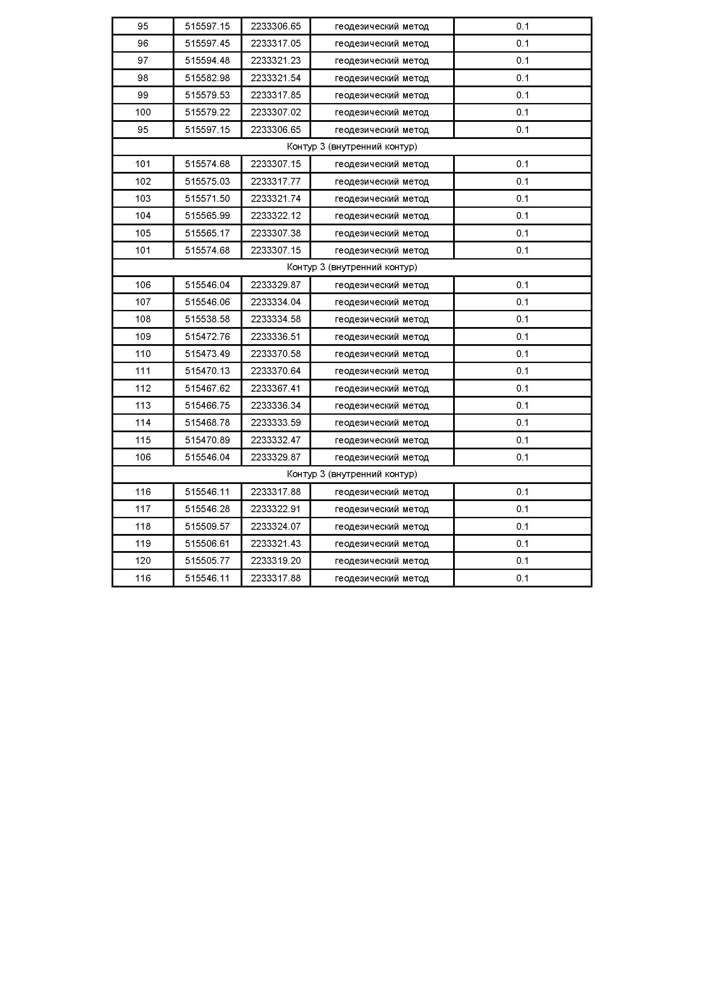 95 515597.15 2233306.65 геодезический метод 0.1
96 515597.45 2233317.05 геодезический метод 0.1
97 515594.48 2233321.23 геодезический метод 0.1
98 515582.98 2233321.54 геодезический метод 0.1
99 515579.53 2233317.85 геодезический метод 0.1
100 515579.22 2233307.02 геодезический метод 0.1
95 515597.15 2233306.65 геодезический метод 0.1
Контур 3 (внутренний контур)
101 515574.68 2233307.15 геодезический метод 0.1
102 515575.03 2233317.77 геодезический метод 0.1
103 515571.50 2233321.74 геодезический метод 0.1
104 515565.99 2233322.12 геодезический метод 0.1
105 515565.17 2233307.38 геодезический метод 0.1
101 515574.68 2233307.15 геодезический метод 0.1
Контур 3 (внутренний контур)
106 515546.04 2233329.87 геодезический метод 0.1
107 515546.06 2233334.04 геодезический метод 0.1
108 515538.58 2233334.58 геодезический метод 0.1
109 515472.76 2233336.51 геодезический метод 0.1
110 515473.49 2233370.58 геодезический метод 0.1
111 515470.13 2233370.64 геодезический метод 0.1
112 515467.62 2233367.41 геодезический метод 0.1
113 515466.75 2233336.34 геодезический метод 0.1
114 515468.78 2233333.59 геодезический метод 0.1
115 515470.89 2233332.47 геодезический метод 0.1
106 515546.04 2233329.87 геодезический метод 0.1
Контур 3 (внутренний контур)
116 515546.11 2233317.88 геодезический метод 0.1
117 515546.28 2233322.91 геодезический метод 0.1
118 515509.57 2233324.07 геодезический метод 0.1
119 515506.61 2233321.43 геодезический метод 0.1
120 515505.77 2233319.20 геодезический метод 0.1
116 515546.11 2233317.88 геодезический метод 0.1